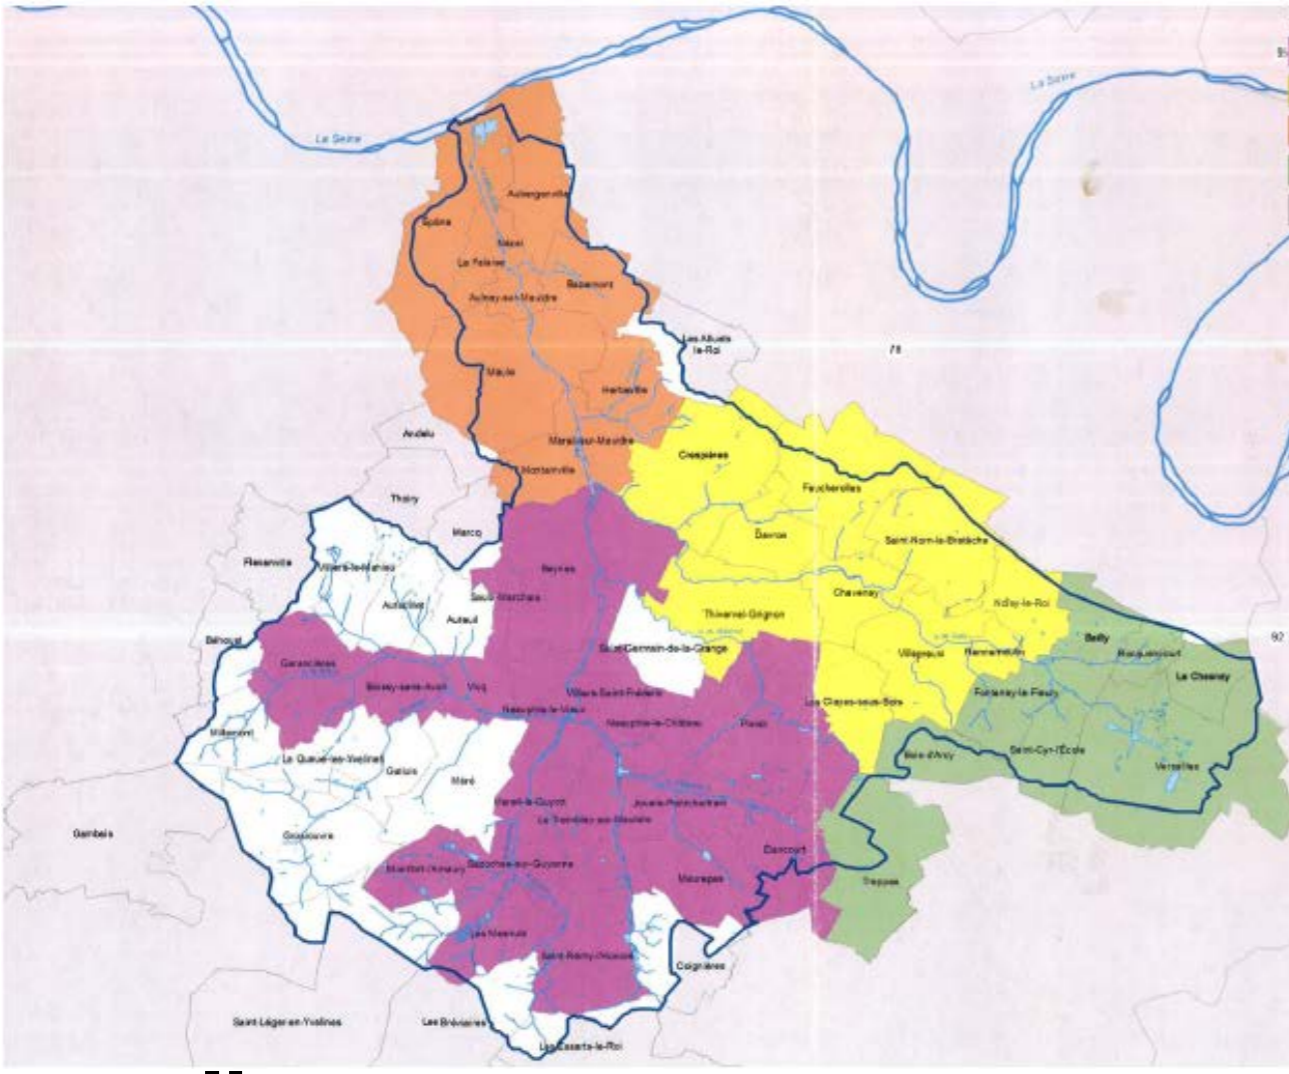 La Seine
La Seine
Aubergenville
Epône
Nézel
La Falaise
Bazemont
Aulnay-sur-Mauldre
Les Alluets
le-Roi
78
Maule
Herbeville
Andelu
Mareil-sur-Mauldre
Montainville
Crespières
Thoiry
Feucherolles
Marcq
Davron
Saint-Nom-la-Bretèche
Flexanville
Villiers-le-Mahieu
Beynes
Autouillet
Saulx-Marchais
Chavenay
Noisy-le-Roi
Auteuil
Thiverval-Grignon
Béhoust
Bailly
92
Saint-Germain-de-la-Grange
Villepreux
Rennemoulin
Rocquencourt
Garancières
Le Chesnay
Boissy-sans-Avoir
Vicq
Villiers-Saint-Fréderic
Fontenay-le-Fleury
Neauphle-le-Vieux
Neauphle-le-Château
Plaisir
Les Clayes-sous-Bois
Millemont
La Queue-les-Yvelines
Galluis
Méré
Bois-d'Arcy
Saint-Cyr-l'École
Versailles
Mareil-le-Guyon
Jouars-Pontchartrain
Le Tremblay-sur-Mauldre
Gambais
Grosrouvre
Elancourt
Montfort-l'Amaury
Bazoches-sur-Guyonne
Maurepas
Trappes
Les Mesnuls
Saint-Rémy-l'Honoré
Coignières
Saint-Léger-en-Yvelines
Les Bréviaires
Les Essarts-le-Roi